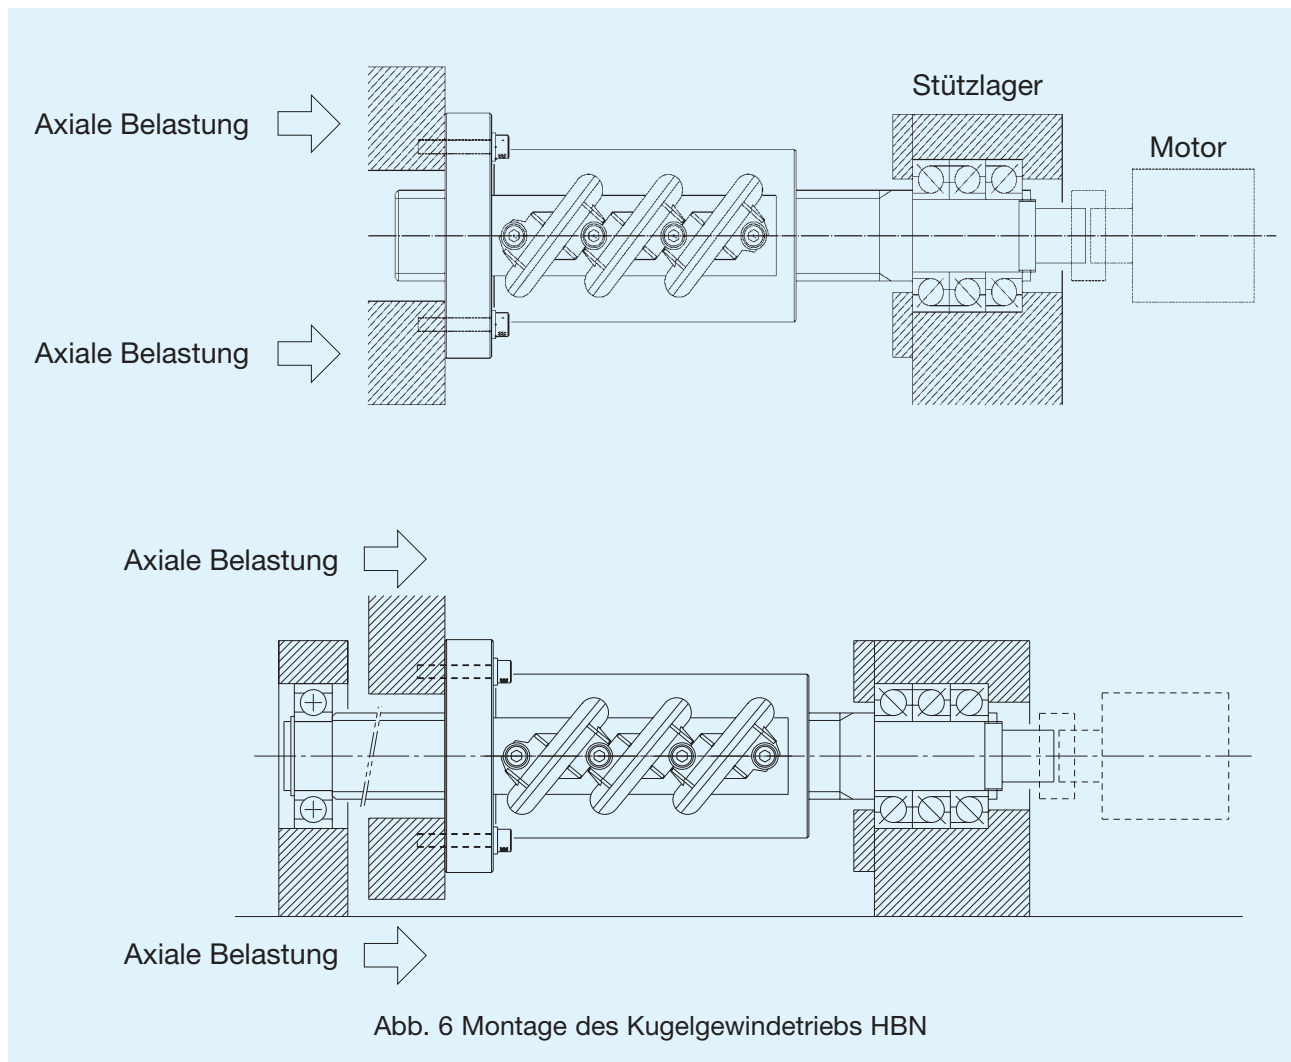 Stützlager
Axiale Belastung
Motor
Axiale Belastung
Axiale Belastung
Axiale Belastung
Abb. 6 Montage des Kugelgewindetriebs HBN